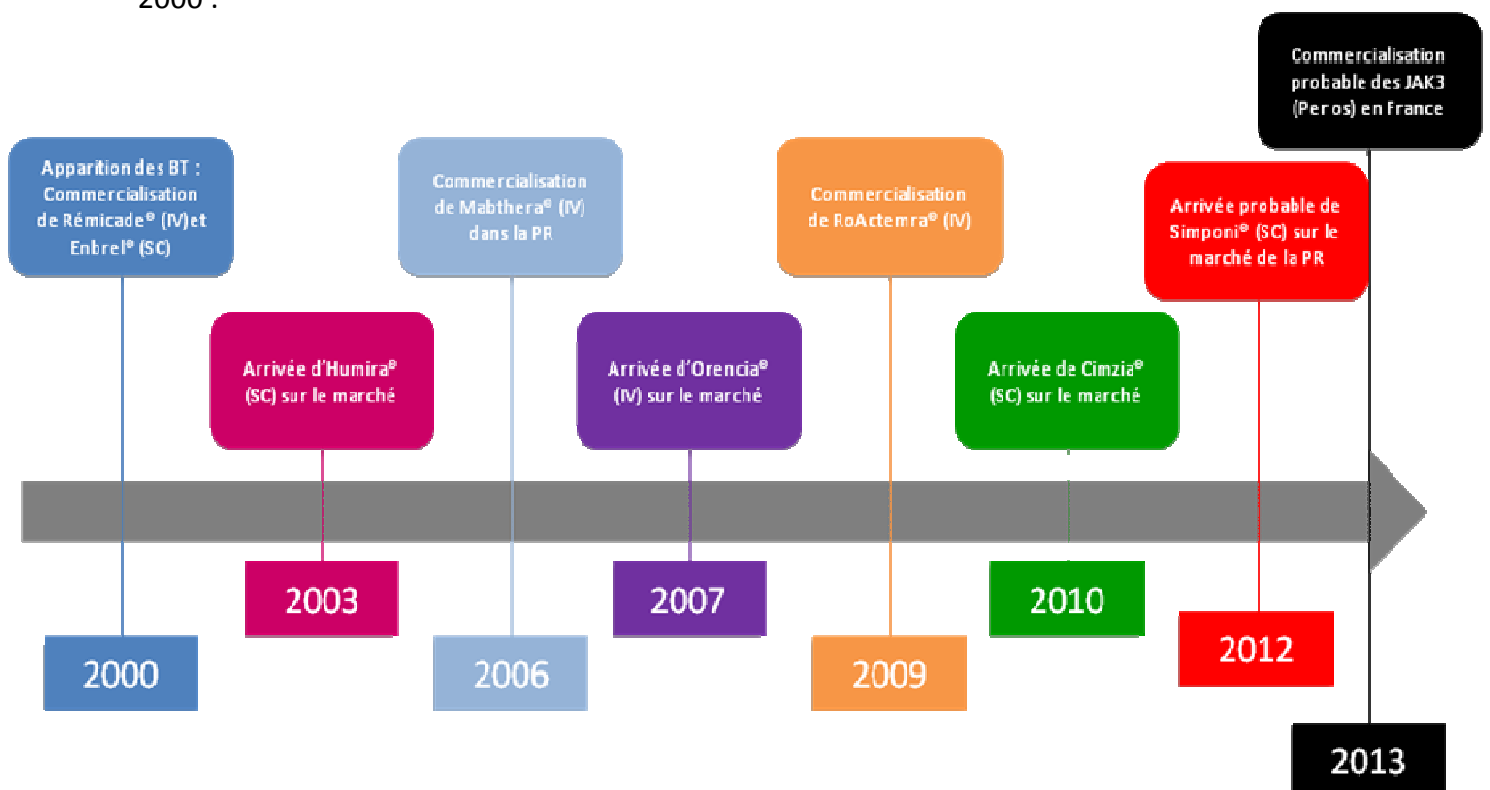 2000 :
Commercialisation
probable des JAK3
(Per os) en France
Apparition des BT :
Commercialisation
de Rémicade® (IV)et
Enbrel® (SC)
Commercialisation
de Mabthera® (IV)
dans la PR
Commercialisation
de RoActemra® (IV)
Arrivée probable de
Simponi® (SC) sur le
marché de la PR
Arrivée d'Humira®
(SC) sur le marché
Arrivée d'Orencia®
(IV) sur le marché
Arrivée de Cimzia®
(SC) sur le marché
2000
2003
2006
2007
2009
2010
2012
2013